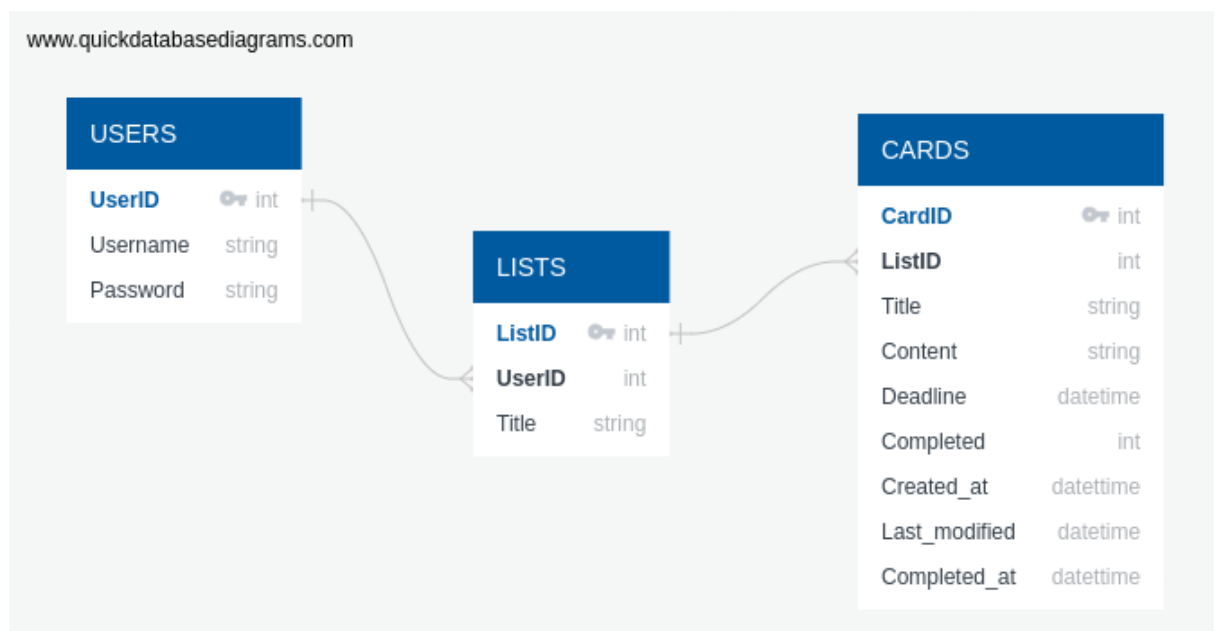 www.quickdatabasediagrams.com
USERS
UserID int
Username string
Password string
LISTS
ListID int
UserID int
Title string
CARDS
CardID int
ListID int
Title string
Content string
Deadline datetime
Completed int
Created_at datettime
Last_modified datetime
Completed_at datettime